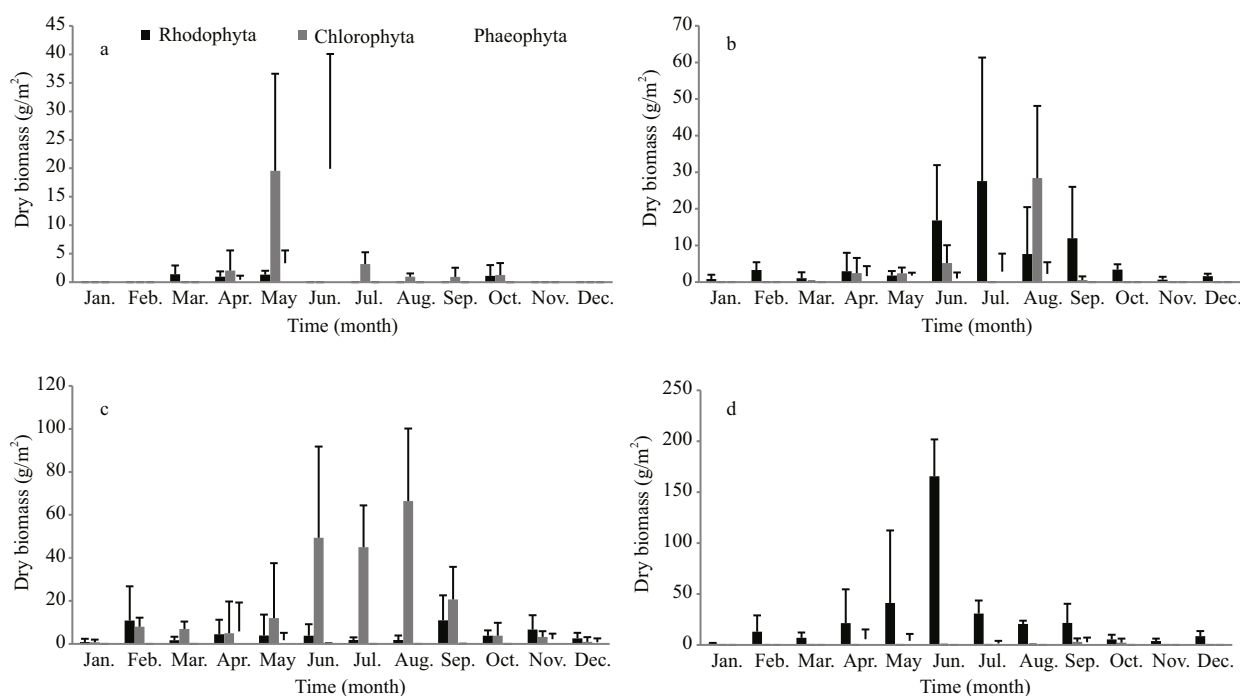 a
■ Rhodophyta ■ Chlorophyta Phaeophyta
45
40
35
30
25
20
15
10
5
0
Dry biomass (g/m²)
Jan. Feb. Mar. Apr. May Jun. Jul. Aug. Sep. Oct. Nov. Dec.
Time (month)
b
70
60
50
40
30
20
10
0
Dry biomass (g/m²)
Jan. Feb. Mar. Apr. May Jun. Jul. Aug. Sep. Oct. Nov. Dec.
Time (month)
c
120
100
80
60
40
20
0
Dry biomass (g/m²)
Jan. Feb. Mar. Apr. May Jun. Jul. Aug. Sep. Oct. Nov. Dec.
Time (month)
d
250
200
150
100
50
0
Dry biomass (g/m²)
Jan. Feb. Mar. Apr. May Jun. Jul. Aug. Sep. Oct. Nov. Dec.
Time (month)